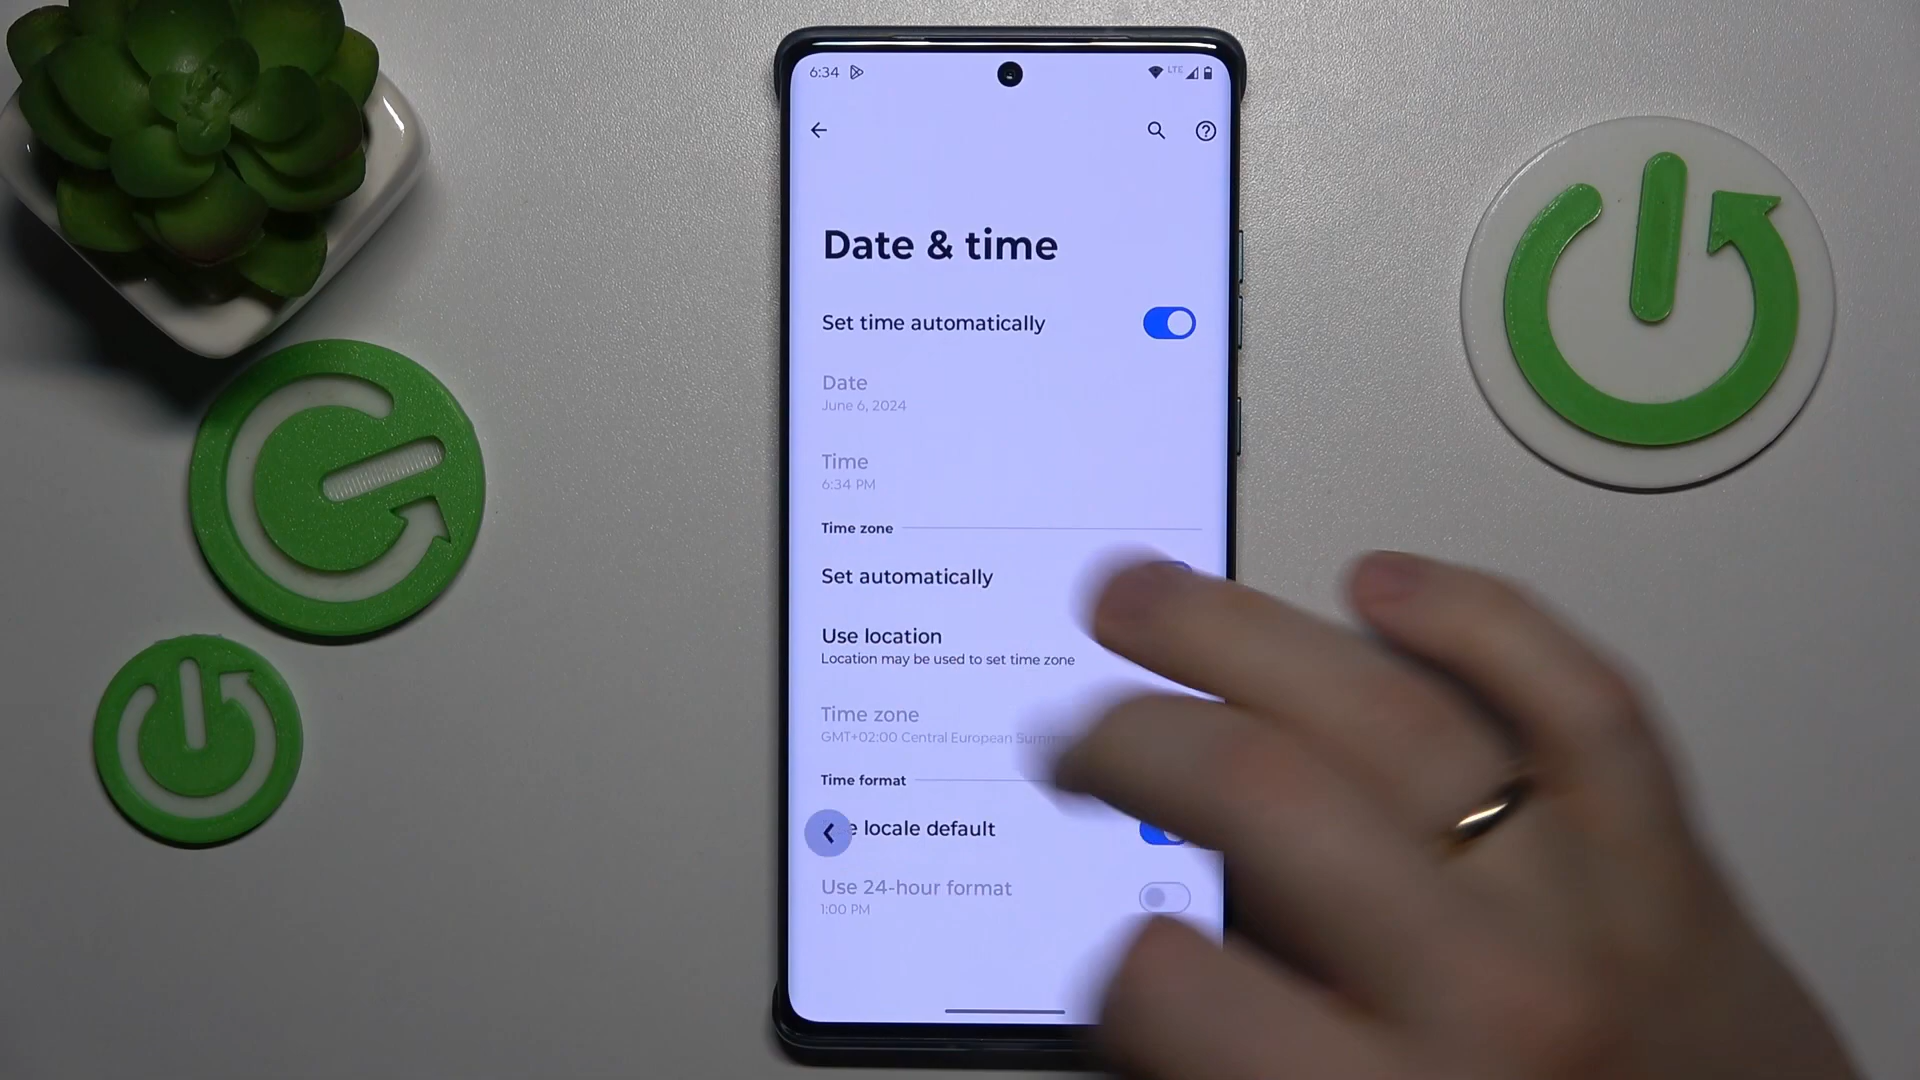 6:34 LTE
Date & time
Set time automatically
Date
June 6, 2024
Time
6:34 PM
Time zone
Set automatically
Use location
Location may be used to set time zone
Time zone
GMT+02:00 Central European
Time format
locale default
Use 24-hour format
1:00 PM